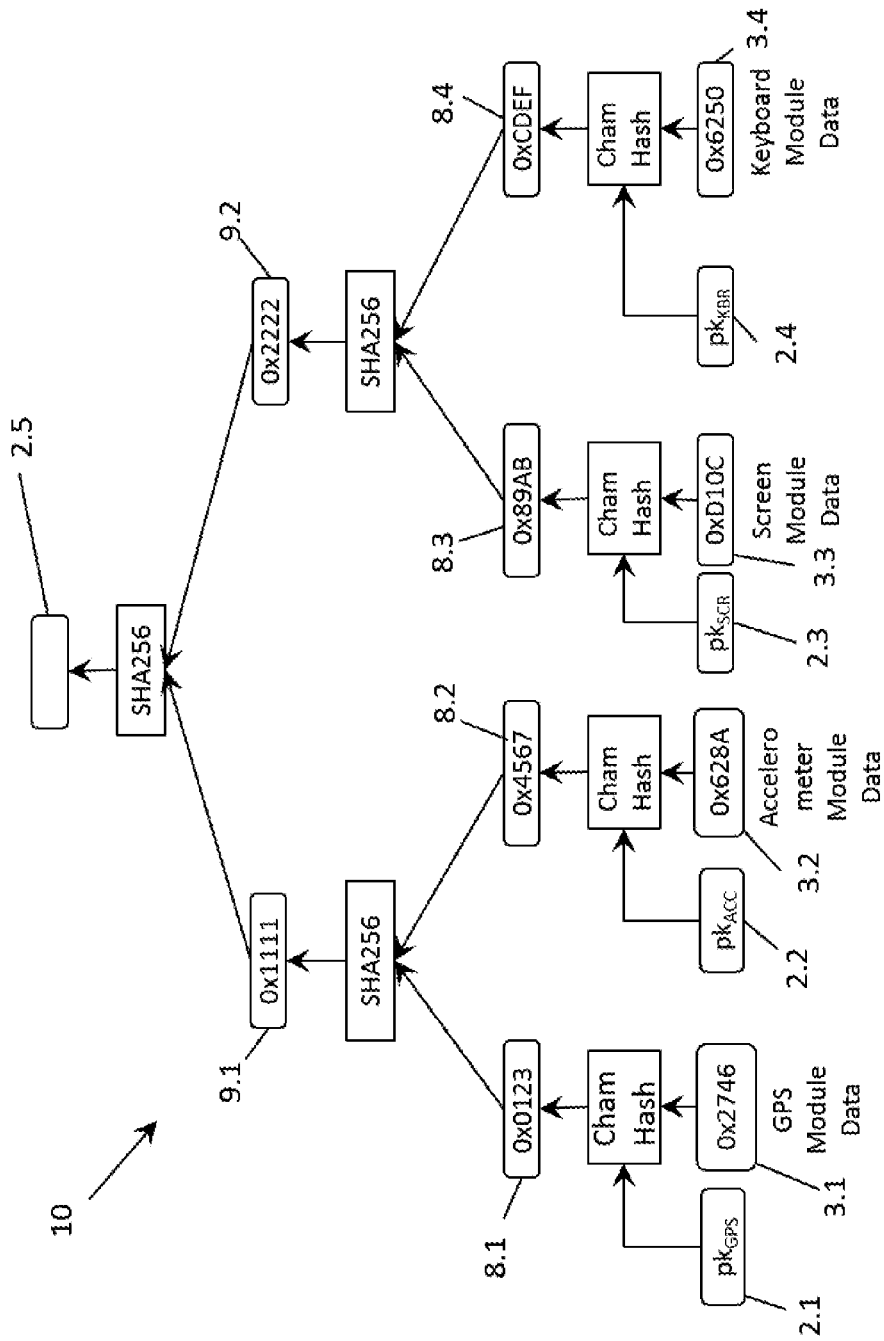 10
2.5
SHA256
9.1
0x1111
9.2
0x2222
SHA256
SHA256
8.1
0x0123
8.2
0x4567
8.3
0x89AB
8.4
0xCDEF
Cham
Hash
Cham
Hash
Cham
Hash
Cham
Hash
pkGPS
2.1
0x2746
3.1
GPS
Module
Data
pkACC
2.2
0x628A
3.2
Accelero
meter
Module
Data
pkSCR
2.3
0xD10C
3.3
Screen
Module
Data
pkKBR
2.4
0x6250
3.4
Keyboard
Module
Data